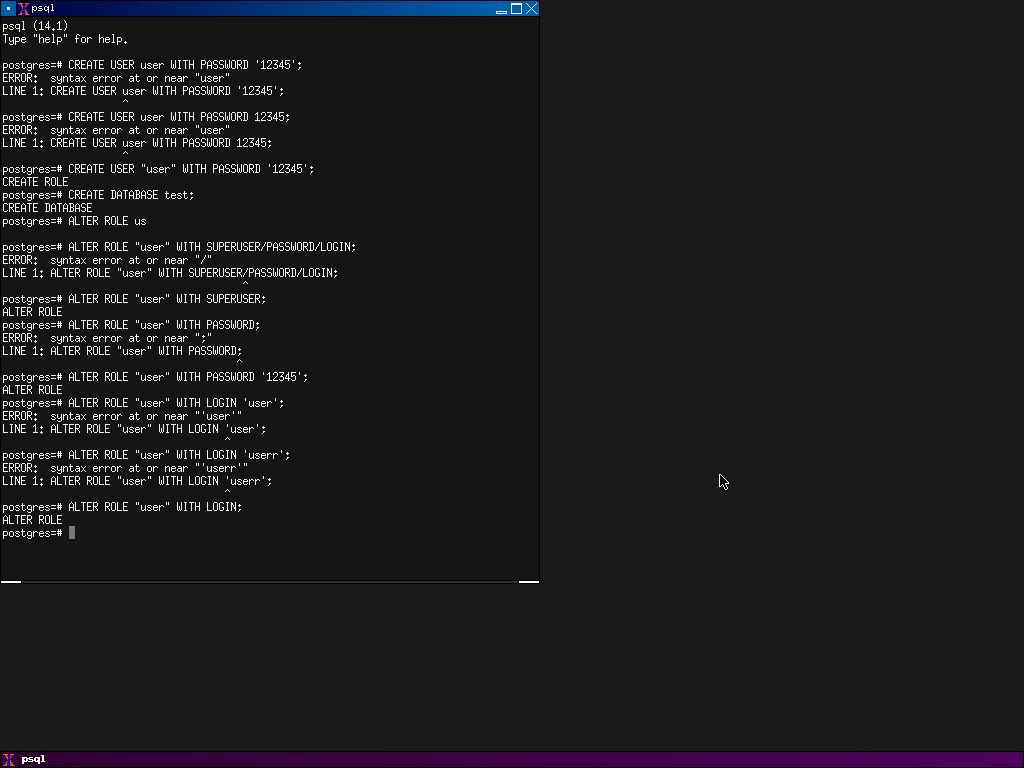 psql
psql (14.1)
Type "help" for help.
postgres=# CREATE USER user WITH PASSWORD '12345';
ERROR:  syntax error at or near "user"
LINE 1: CREATE USER user WITH PASSWORD '12345';
^
postgres=# CREATE USER user WITH PASSWORD 12345;
ERROR:  syntax error at or near "user"
LINE 1: CREATE USER user WITH PASSWORD 12345;
^
postgres=# CREATE USER "user" WITH PASSWORD '12345';
CREATE ROLE
postgres=# CREATE DATABASE test;
CREATE DATABASE
postgres=# ALTER ROLE us
postgres=# ALTER ROLE "user" WITH SUPERUSER/PASSWORD/LOGIN;
ERROR:  syntax error at or near "/"
LINE 1: ALTER ROLE "user" WITH SUPERUSER/PASSWORD/LOGIN;
^
postgres=# ALTER ROLE "user" WITH SUPERUSER;
ALTER ROLE
postgres=# ALTER ROLE "user" WITH PASSWORD;
ERROR:  syntax error at or near ";"
LINE 1: ALTER ROLE "user" WITH PASSWORD;
^
postgres=# ALTER ROLE "user" WITH PASSWORD '12345';
ALTER ROLE
postgres=# ALTER ROLE "user" WITH LOGIN 'user';
ERROR:  syntax error at or near "'user'"
LINE 1: ALTER ROLE "user" WITH LOGIN 'user';
^
postgres=# ALTER ROLE "user" WITH LOGIN 'userr';
ERROR:  syntax error at or near "'userr'"
LINE 1: ALTER ROLE "user" WITH LOGIN 'userr';
^
postgres=# ALTER ROLE "user" WITH LOGIN;
ALTER ROLE
postgres=#
psql